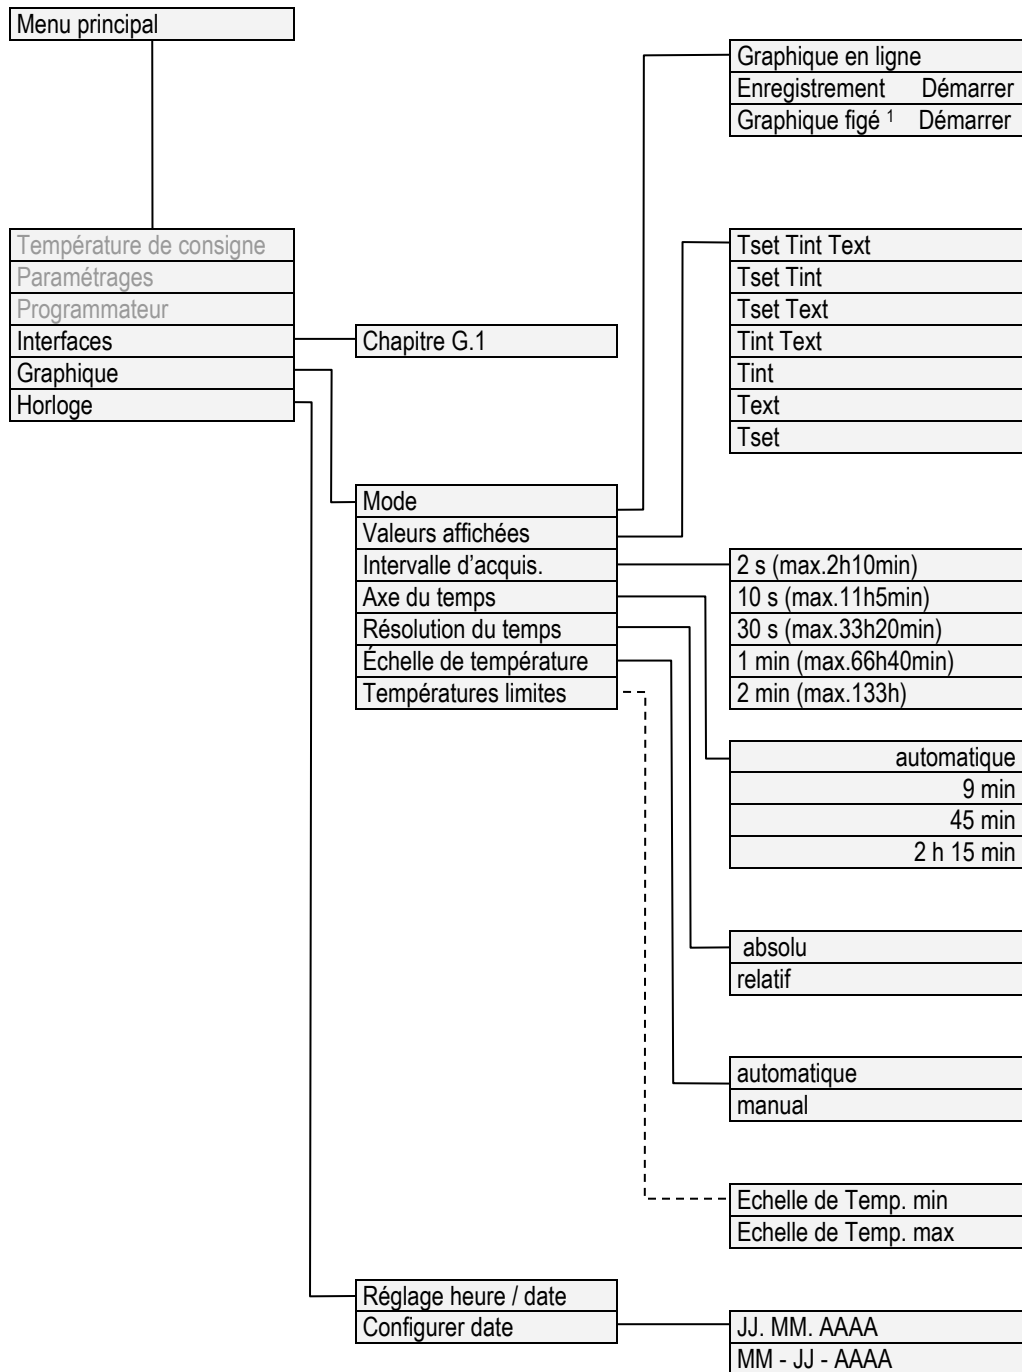 Menu principal
Graphique en ligne
Enregistrement Démarrer
Graphique figé ¹ Démarrer
Température de consigne
Paramétrages
Programmateur
Interfaces
Graphique
Horloge
Chapitre G.1
Tset Tint Text
Tset Tint
Tset Text
Tint Text
Tint
Text
Tset
Mode
Valeurs affichées
Intervalle d’acquis.
Axe du temps
Résolution du temps
Échelle de température
Températures limites
2 s (max.2h10min)
10 s (max.11h5min)
30 s (max.33h20min)
1 min (max.66h40min)
2 min (max.133h)
automatique
9 min
45 min
2 h 15 min
absolu
relatif
automatique
manual
Echelle de Temp. min
Echelle de Temp. max
Réglage heure / date
Configurer date
JJ. MM. AAAA
MM - JJ - AAAA